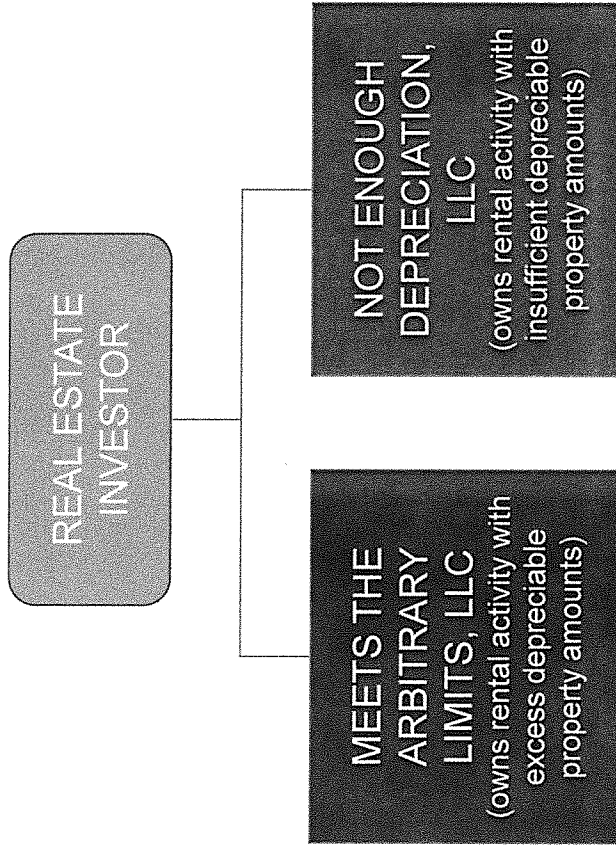 REAL ESTATE
INVESTOR
MEETS THE
ARBITRARY
LIMITS, LLC
(owns rental activity with
excess depreciable
property amounts)
NOT ENOUGH
DEPRECIATION,
LLC
(owns rental activity with
insufficient depreciable
property amounts)